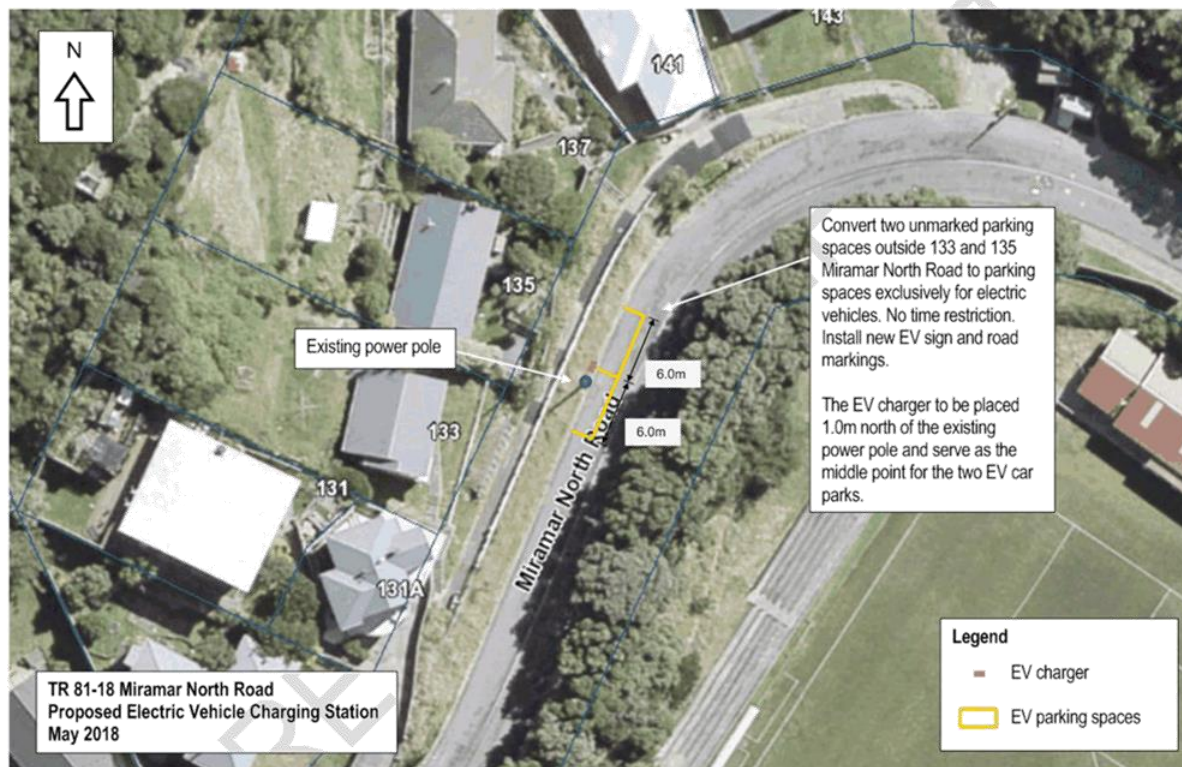 N
143
141
137
135
133
131
131A
Convert two unmarked parking
spaces outside 133 and 135
Miramar North Road to parking
spaces exclusively for electric
vehicles. No time restriction.
Install new EV sign and road
markings.
The EV charger to be placed
1.0m north of the existing
power pole and serve as the
middle point for the two EV car
parks.
Existing power pole
6.0m
6.0m
Miramar North Road
TR 81-18 Miramar North Road
Proposed Electric Vehicle Charging Station
May 2018
Legend
EV charger
EV parking spaces